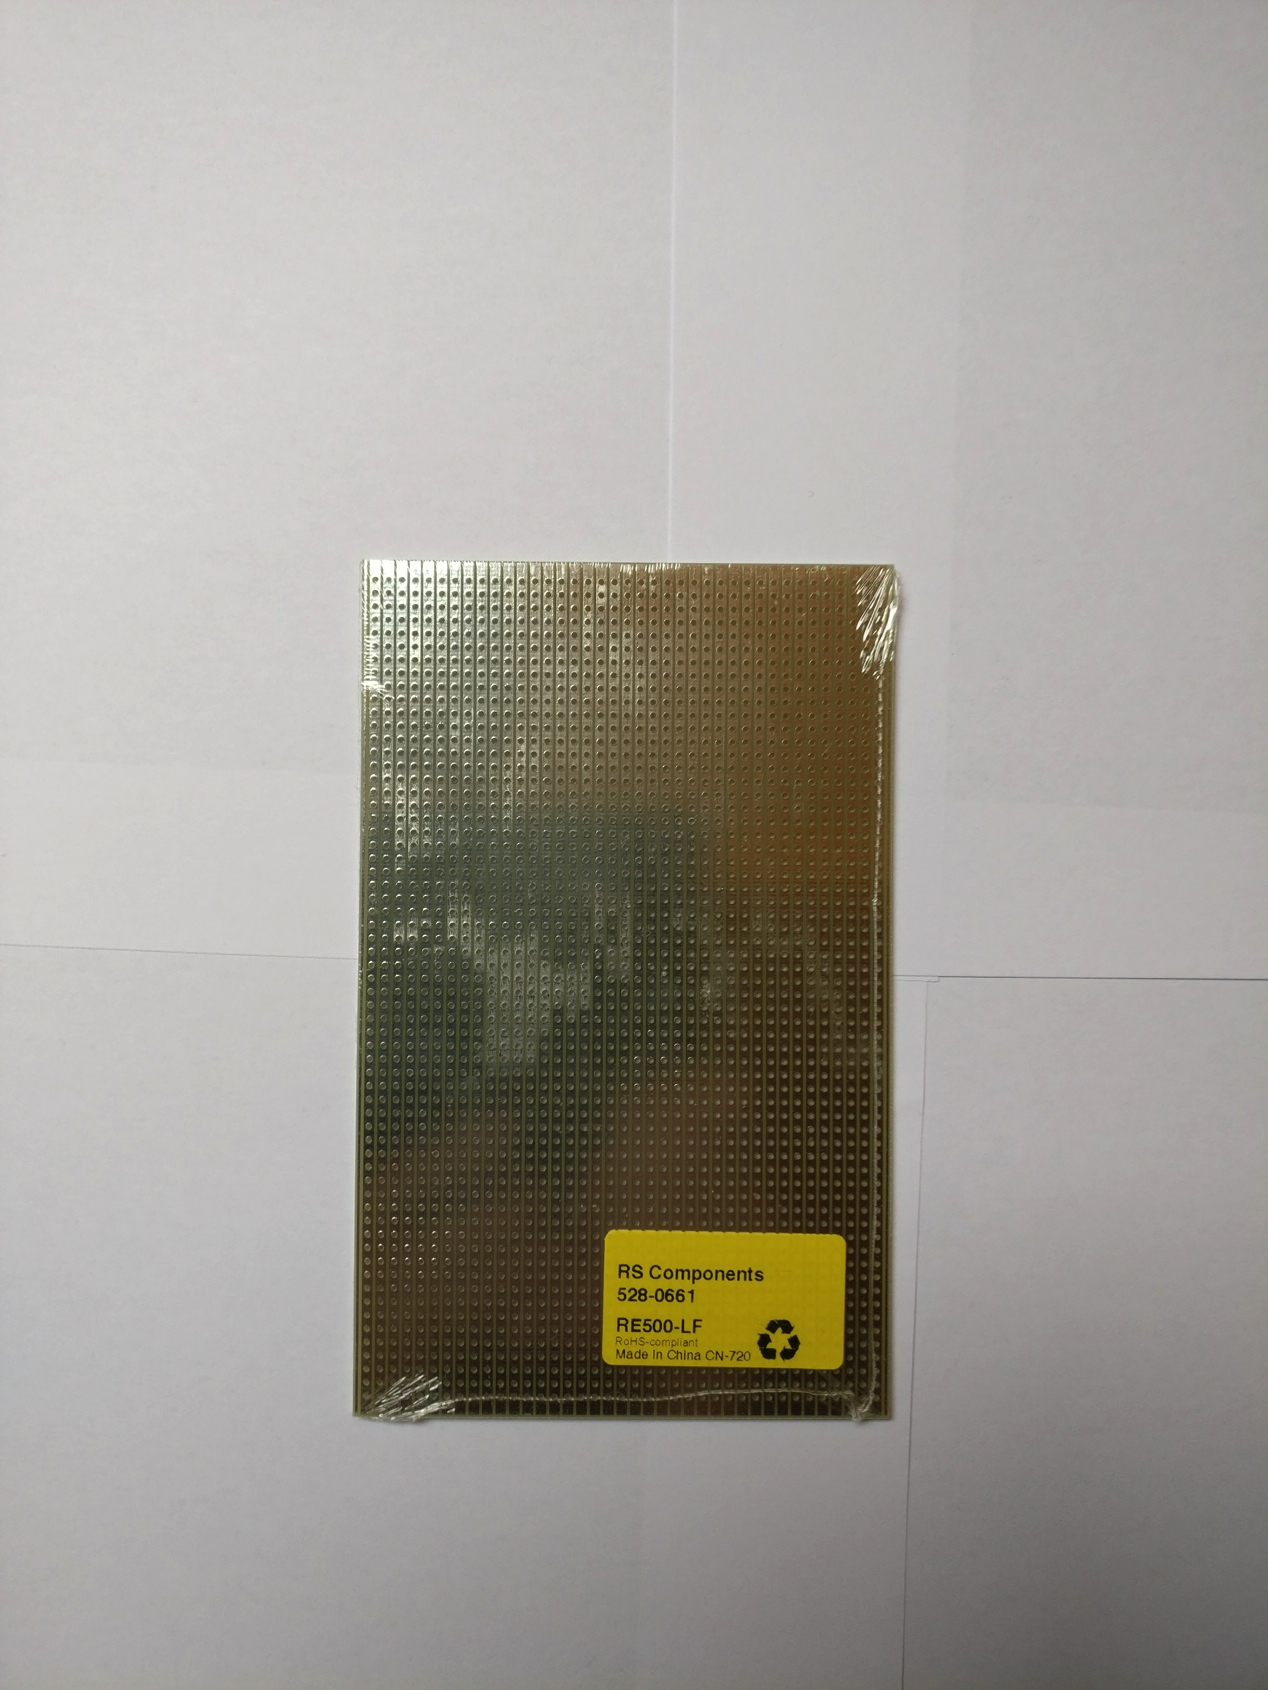 RS Components
528-0661
RE500-LF
RoHS-compliant
Made In China CN-720